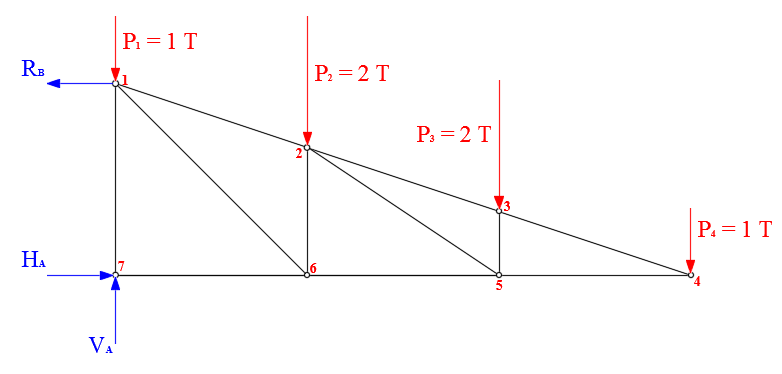 P₁ = 1 T
R_B
1
P₂ = 2 T
P₃ = 2 T
2
3
P₄ = 1 T
H_A
7
6
5
4
V_A